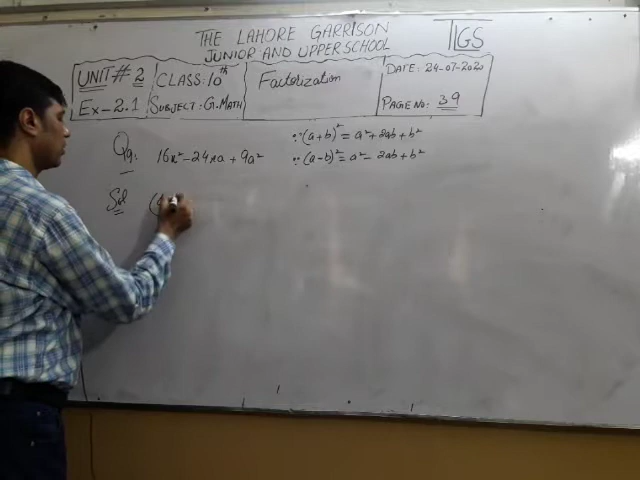 THE LAHORE GARRISON
JUNIOR AND UPPER SCHOOL
TLGS
UNIT # 2
Ex-2.1
CLASS: 10th
SUBJECT: G.MATH
Factorization
DATE: 24-07-2020
PAGE NO: 39
Q9: 16x² - 24xa + 9a²
∵ (a+b)² = a² + 2ab + b²
∵ (a-b)² = a² - 2ab + b²
Sol